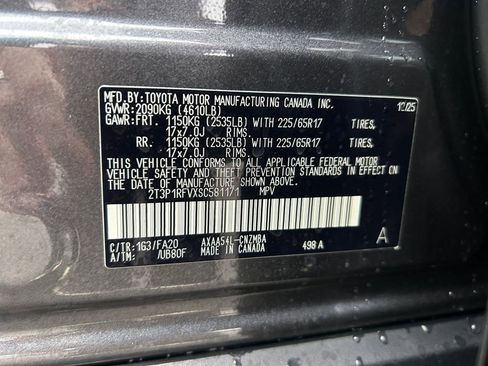 MFD.BY:TOYOTA MOTOR MANUFACTURING CANADA INC.
GVWR:2090KG (4610LB)
GAWR:FRT. 1150KG (2535LB) WITH 225/65R17 TIRES,
17x7.0J RIMS.
RR. 1150KG (2535LB) WITH 225/65R17 TIRES,
17x7.0J RIMS.
THIS VEHICLE CONFORMS TO ALL APPLICABLE FEDERAL MOTOR
VEHICLE SAFETY AND THEFT PREVENTION STANDARDS IN EFFECT
ON THE DATE OF MANUFACTURE SHOWN ABOVE.
2T3P1RFVXSC581171 MPV
C/TR:1G3/FA20 AXAA54L-CNZMBA 498 A A
A/TM: /UB80F MADE IN CANADA